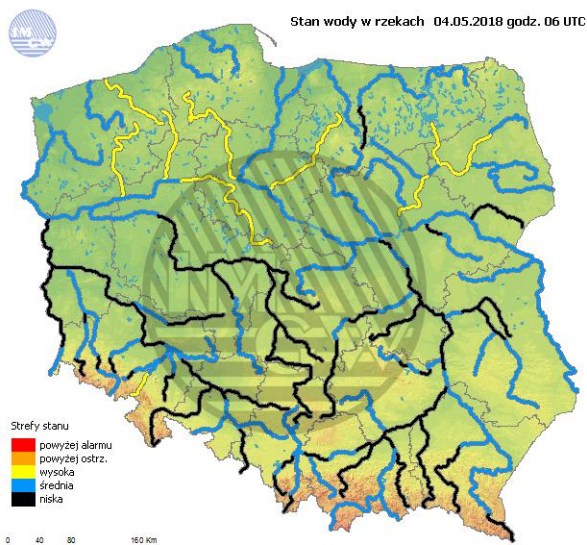 Stan wody w rzekach 04.05.2018 godz. 06 UTC
Strefy stanu
powyżej alarmu
powyżej ostrz.
wysoka
średnia
niska
0 40 80 160 Km